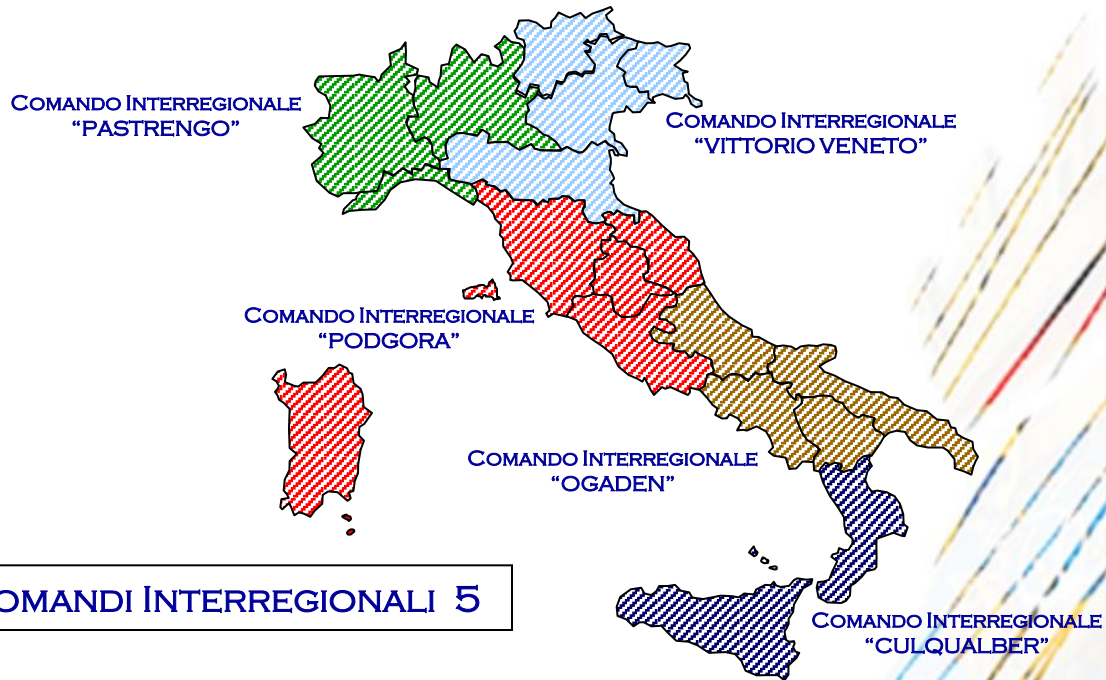 Comando Interregionale
“PASTRENGO”
Comando Interregionale
“VITTORIO VENETO”
Comando Interregionale
“PODGORA”
Comando Interregionale
“OGADEN”
omandi Interregionali 5
Comando Interregionale
“CULQUALBER”